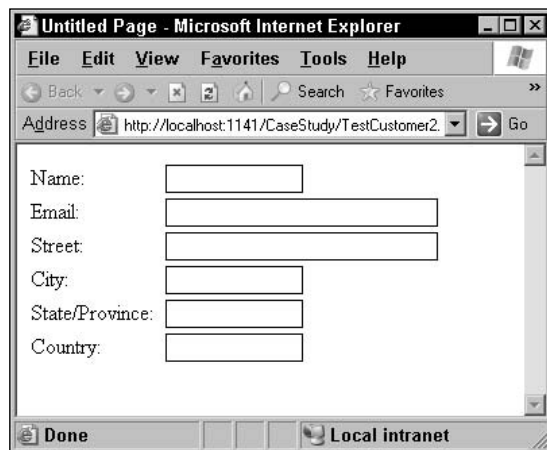 Untitled Page - Microsoft Internet Explorer
File Edit View Favorites Tools Help
Back Search Favorites »
Address http://localhost:1141/CaseStudy/TestCustomer2. Go
Name:
Email:
Street:
City:
State/Province:
Country:
Done Local intranet